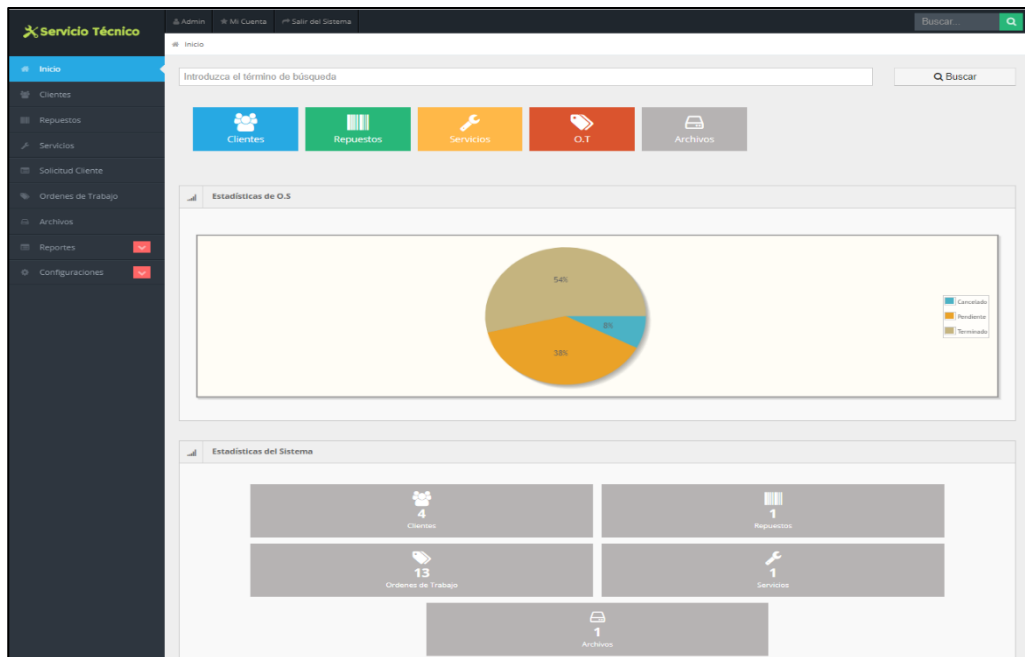 Servicio Técnico
Admin Mi Cuenta Salir del Sistema
Buscar...
Inicio
Inicio
Clientes
Repuestos
Servicios
Solicitud Cliente
Ordenes de Trabajo
Archivos
Reportes
Configuraciones
Introduzca el término de búsqueda
Buscar
Clientes
Repuestos
Servicios
O.T
Archivos
Estadísticas de O.S
54%
8%
38%
Cancelado
Pendiente
Terminado
Estadísticas del Sistema
4
Clientes
1
Repuestos
13
Ordenes de Trabajo
1
Servicios
1
Archivos